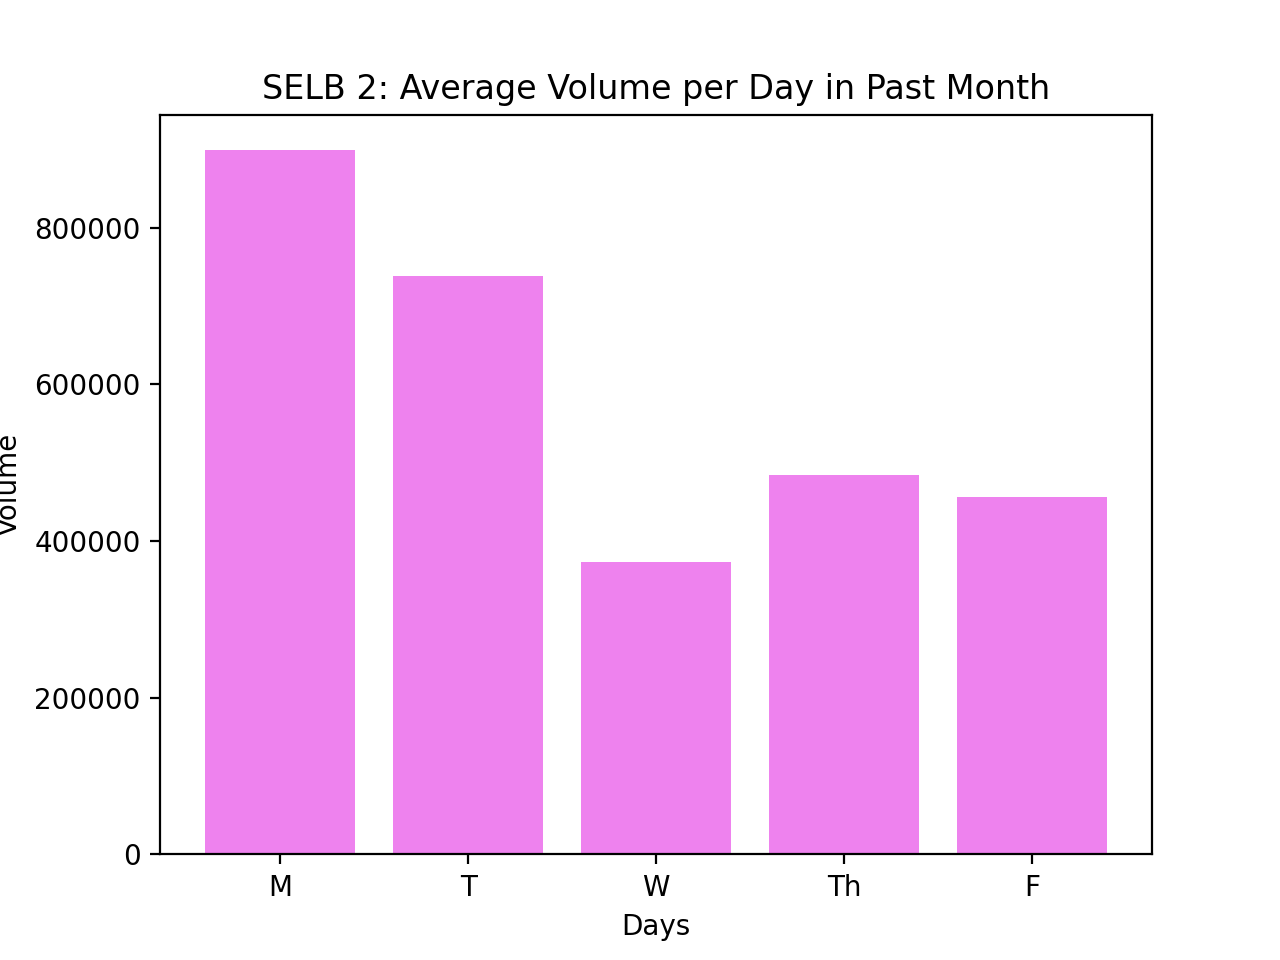 SELB 2: Average Volume per Day in Past Month
800000
600000
400000
200000
0
Volume
M T W Th F
Days